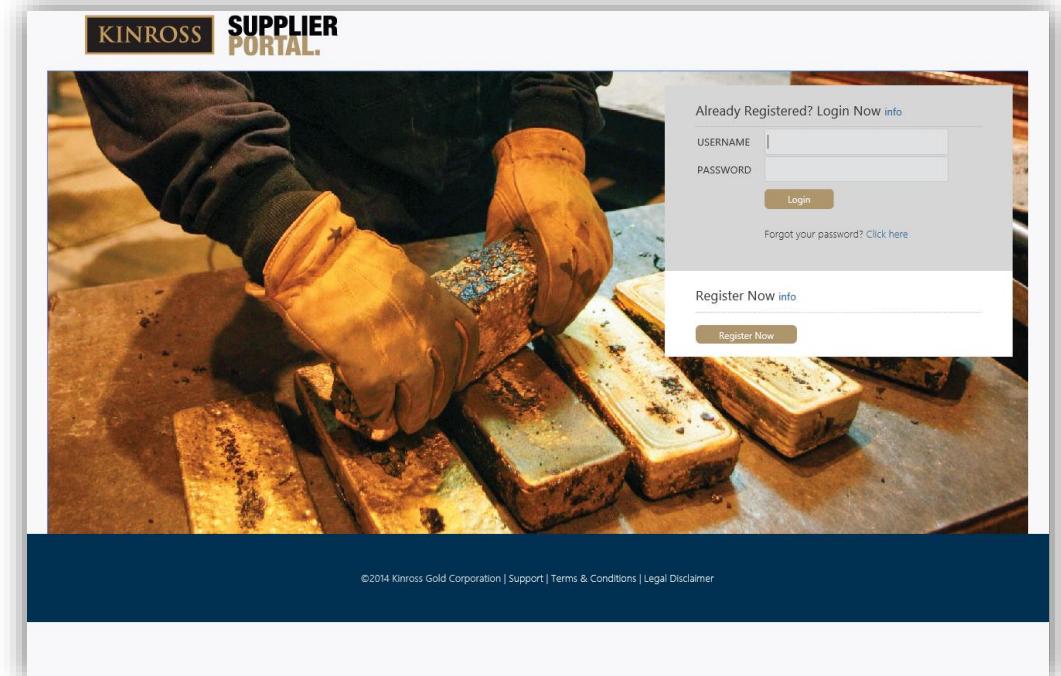 KINROSS
SUPPLIER
PORTAL.
Already Registered? Login Now info
USERNAME
PASSWORD
Login
Forgot your password? Click here
Register Now info
Register Now
©2014 Kinross Gold Corporation | Support | Terms & Conditions | Legal Disclaimer